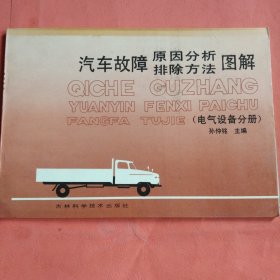 汽车故障 原因分析 图解
排除方法
QICHE GUZHANG
YUANYIN FENXI PAICHU
FANGFA TUJIE
(电气设备分册)
孙仲铭 主编
吉林科学技术出版社